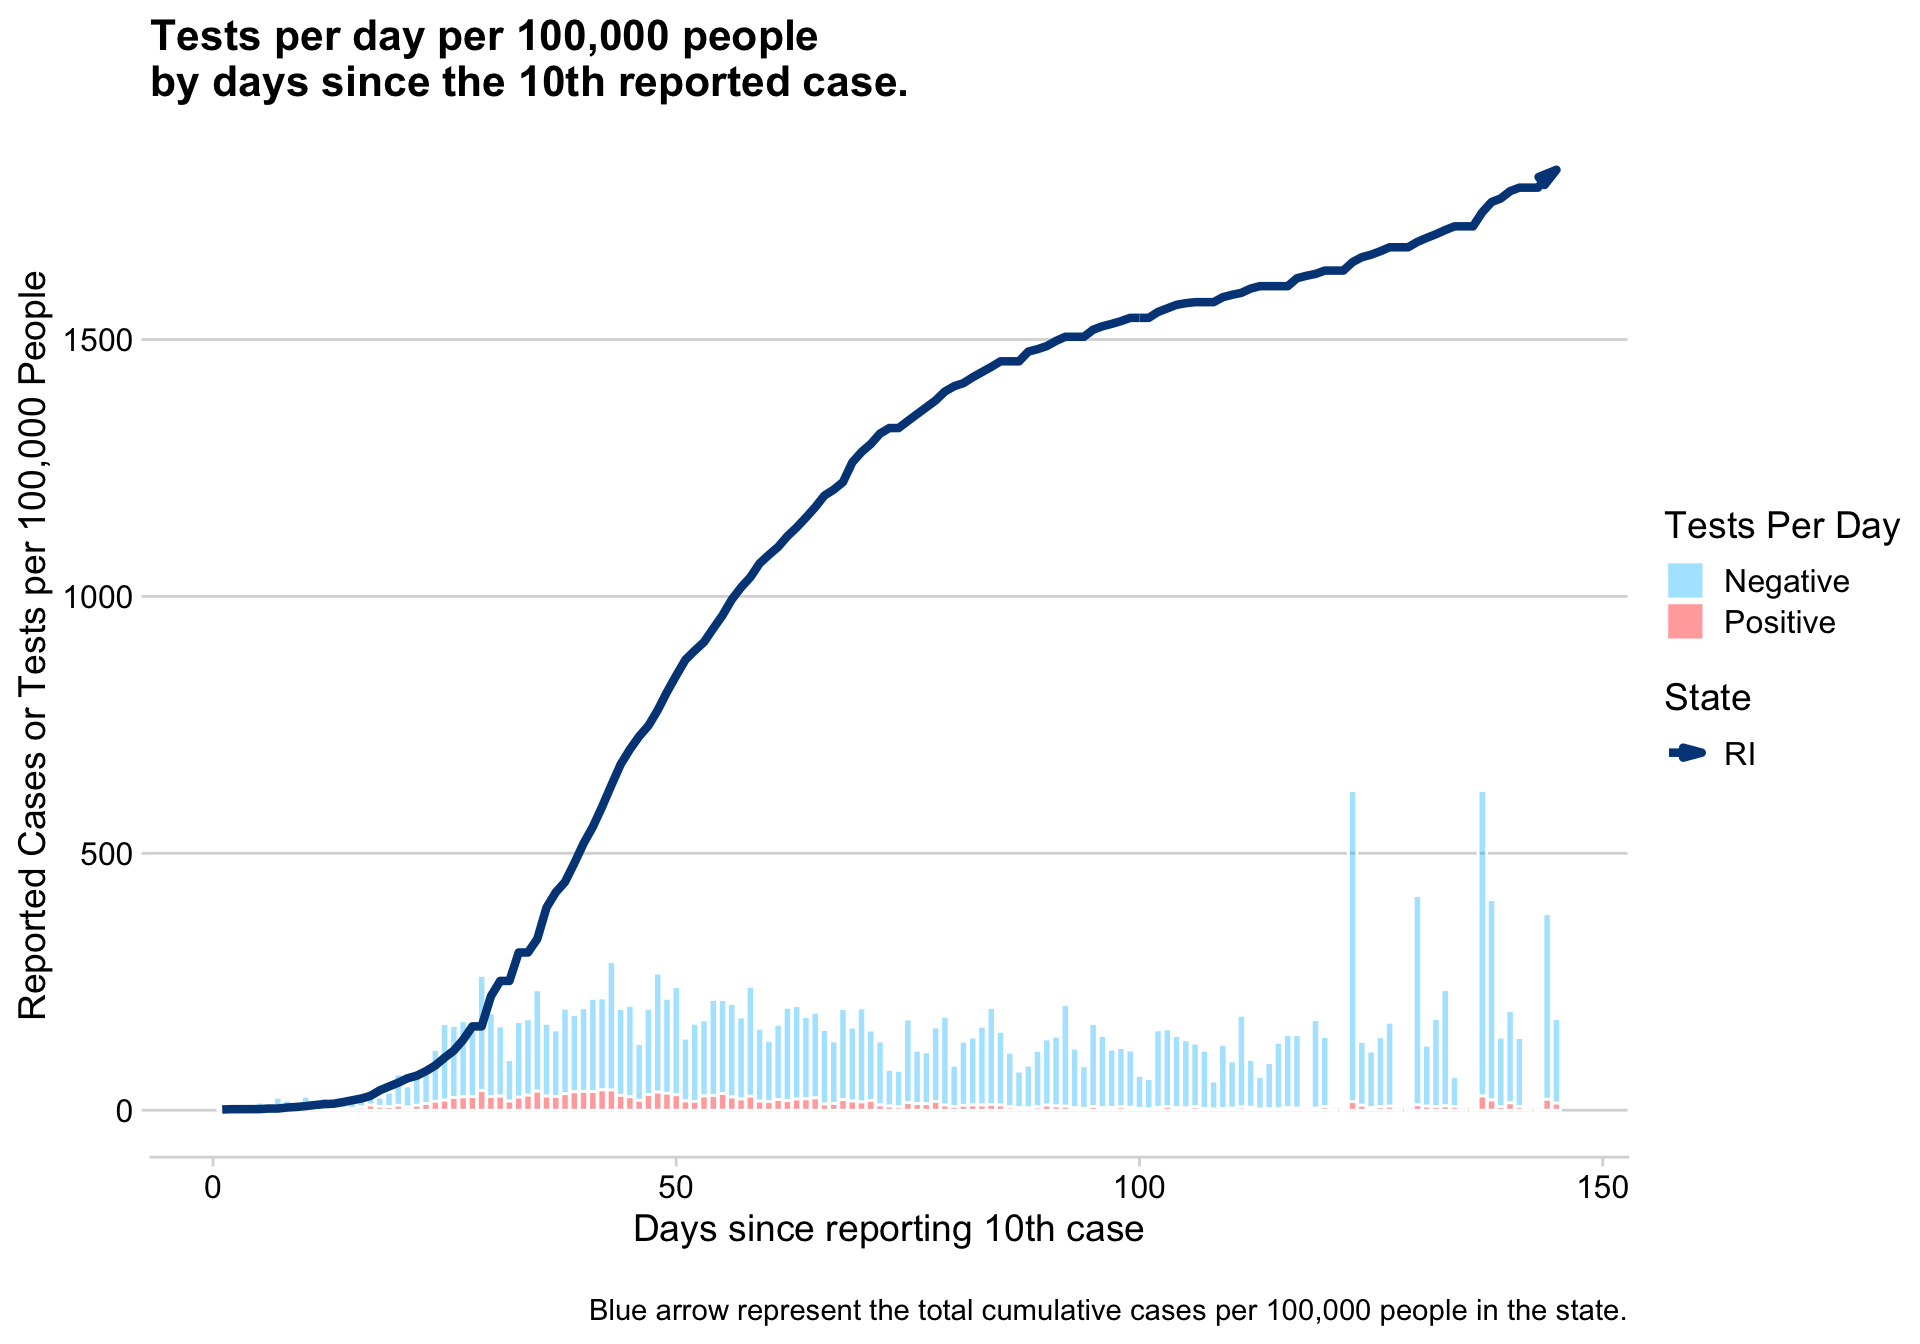 Tests per day per 100,000 people
by days since the 10th reported case.
Reported Cases or Tests per 100,000 People
1500
1000
500
0
0
50
100
150
Days since reporting 10th case
Tests Per Day
Negative
Positive
State
RI
Blue arrow represent the total cumulative cases per 100,000 people in the state.